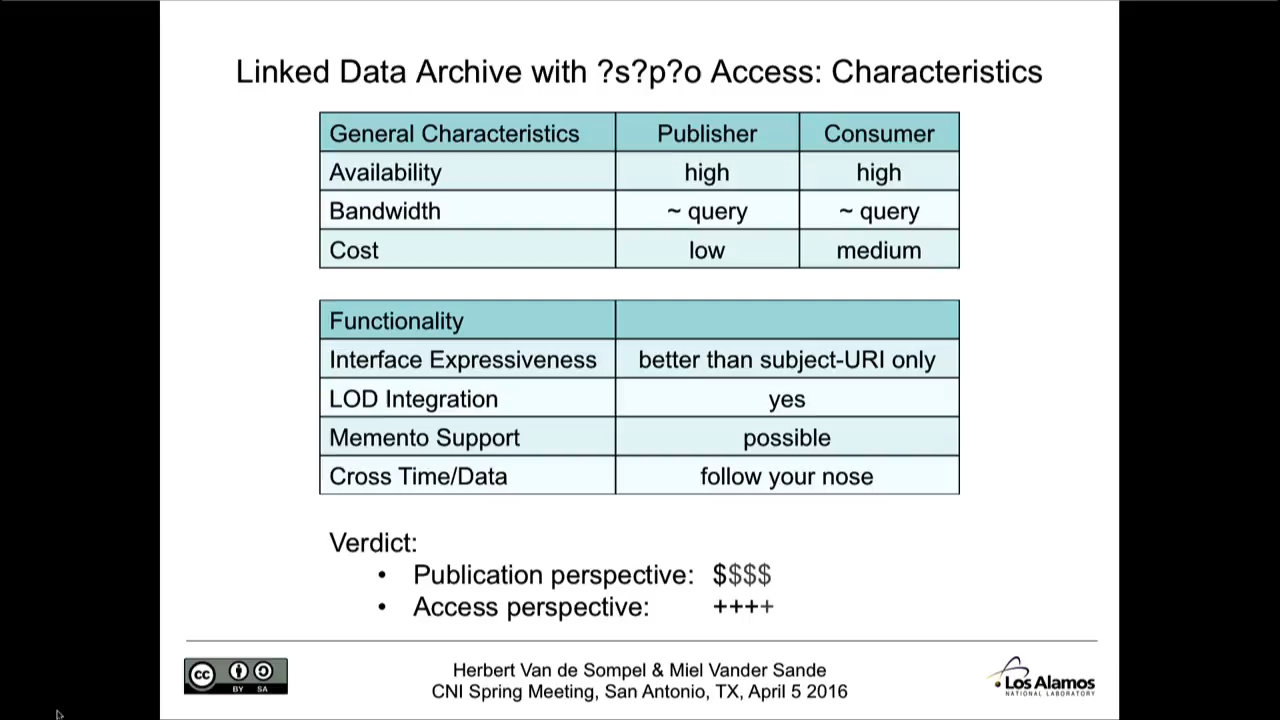 Linked Data Archive with ?s?p?o Access: Characteristics
General Characteristics Publisher Consumer
Availability high high
Bandwidth ~ query ~ query
Cost low medium
Functionality
Interface Expressiveness better than subject-URI only
LOD Integration yes
Memento Support possible
Cross Time/Data follow your nose
Verdict:
• Publication perspective: $$$$
• Access perspective: ++++
cc BY SA
Herbert Van de Sompel & Miel Vander Sande
CNI Spring Meeting, San Antonio, TX, April 5 2016
Los Alamos
NATIONAL LABORATORY